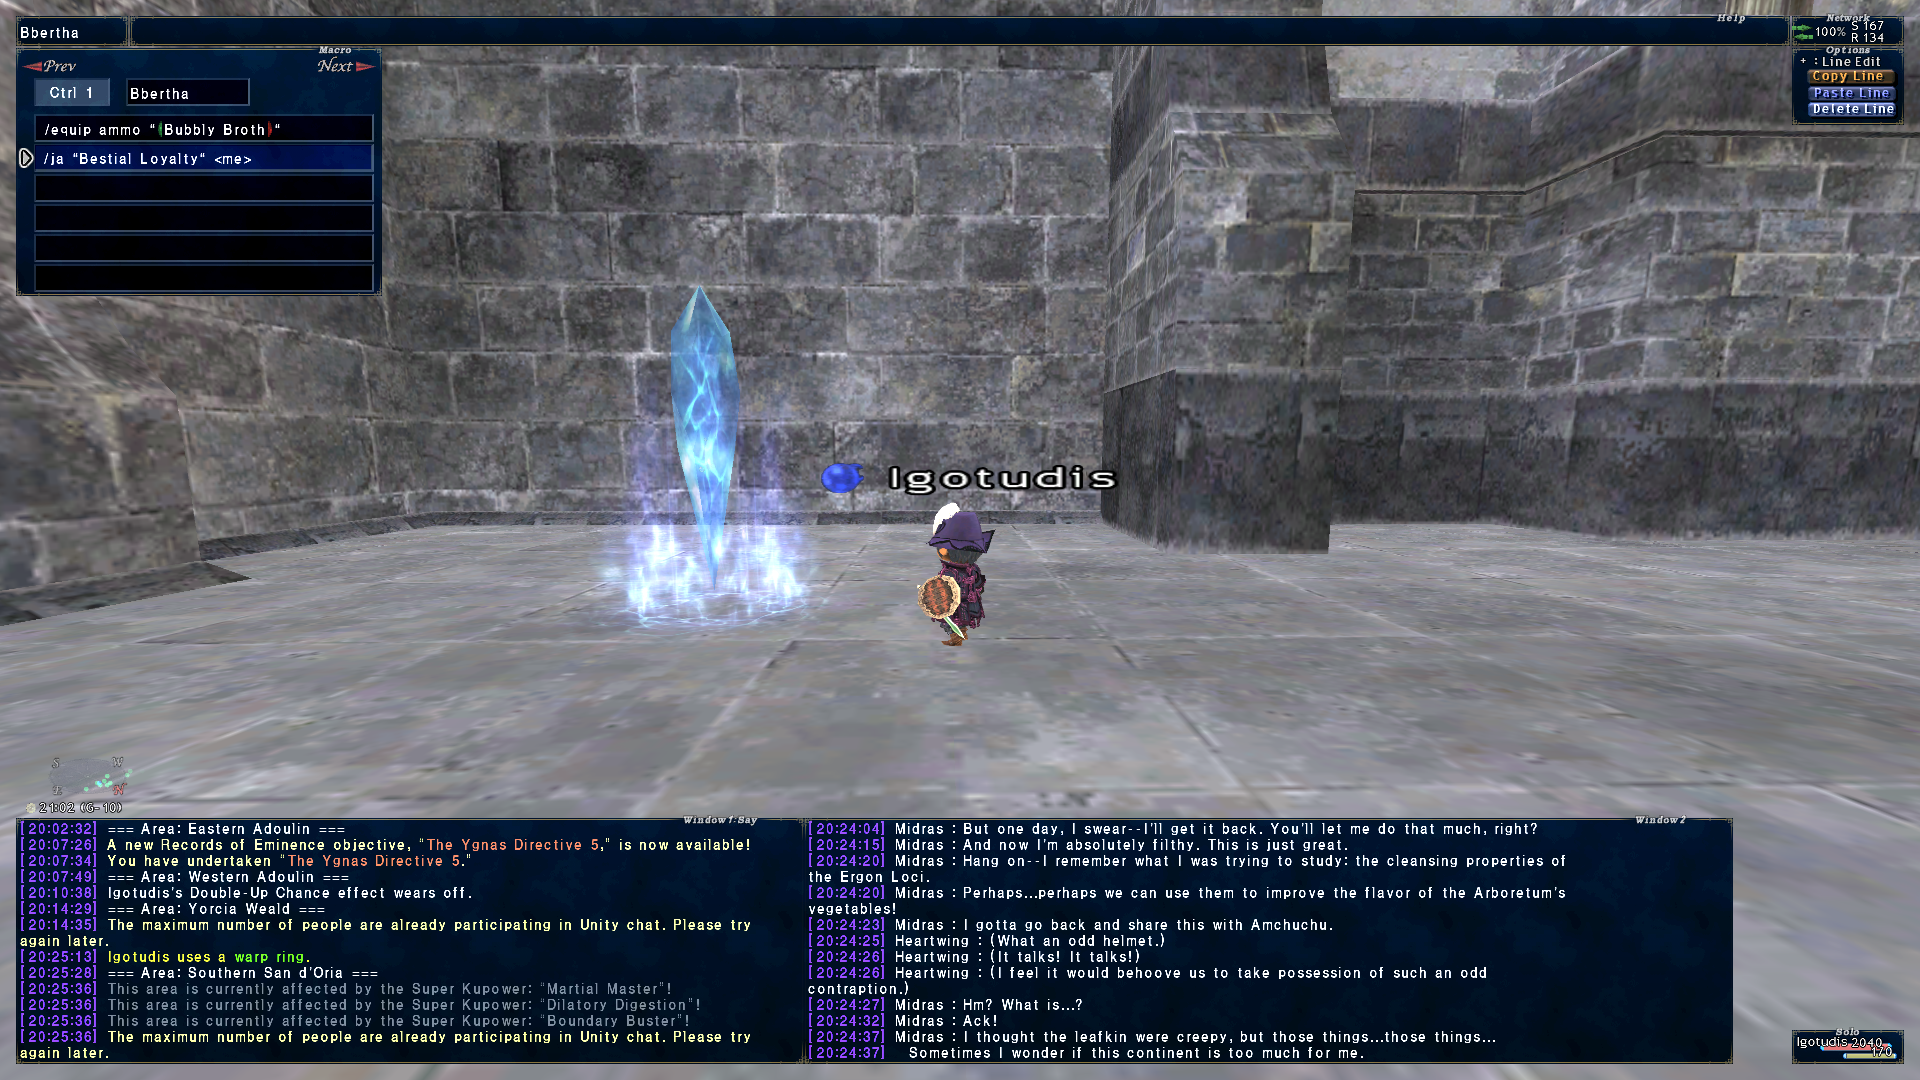 Bbertha
Help
Network
100% S 167
R 134
Macro
Prev Next
Ctrl 1 Bbertha
/equip ammo "Bubbly Broth"
/ja "Bestial Loyalty" <me>
Options
+ : Line Edit
Copy Line
Paste Line
Delete Line
Igotudis
S W
E N
21:02 (G-10)
Window1:Say
[20:02:32] === Area: Eastern Adoulin ===
[20:07:26] A new Records of Eminence objective, "The Ygnas Directive 5," is now available!
[20:07:34] You have undertaken "The Ygnas Directive 5."
[20:07:49] === Area: Western Adoulin ===
[20:10:38] Igotudis's Double-Up Chance effect wears off.
[20:14:29] === Area: Yorcia Weald ===
[20:14:35] The maximum number of people are already participating in Unity chat. Please try
again later.
[20:25:13] Igotudis uses a warp ring.
[20:25:28] === Area: Southern San d'Oria ===
[20:25:36] This area is currently affected by the Super Kupower: "Martial Master"!
[20:25:36] This area is currently affected by the Super Kupower: "Dilatory Digestion"!
[20:25:36] This area is currently affected by the Super Kupower: "Boundary Buster"!
[20:25:36] The maximum number of people are already participating in Unity chat. Please try
again later.
Window2
[20:24:04] Midras : But one day, I swear--I'll get it back. You'll let me do that much, right?
[20:24:15] Midras : And now I'm absolutely filthy. This is just great.
[20:24:20] Midras : Hang on--I remember what I was trying to study: the cleansing properties of
the Ergon Loci.
[20:24:20] Midras : Perhaps...perhaps we can use them to improve the flavor of the Arboretum's
vegetables!
[20:24:23] Midras : I gotta go back and share this with Amchuchu.
[20:24:25] Heartwing : (What an odd helmet.)
[20:24:26] Heartwing : (It talks! It talks!)
[20:24:26] Heartwing : (I feel it would behoove us to take possession of such an odd
contraption.)
[20:24:27] Midras : Hm? What is...?
[20:24:32] Midras : Ack!
[20:24:37] Midras : I thought the leafkin were creepy, but those things...those things...
[20:24:37] Sometimes I wonder if this continent is too much for me.
Solo
Igotudis 2040
170